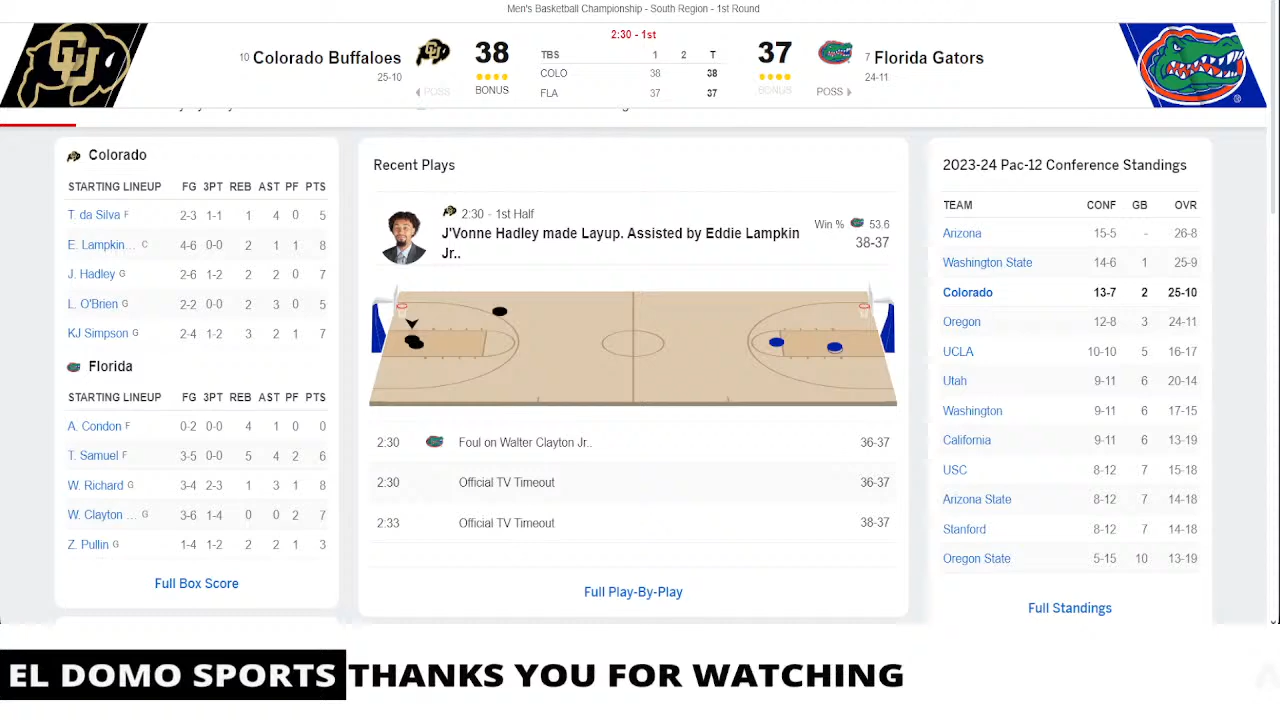 Men's Basketball Championship - South Region - 1st Round
10 Colorado Buffaloes
25-10
38
BONUS
POSS
2:30 - 1st
TBS 1 2 T
COLO 38 38
FLA 37 37
37
BONUS
POSS
7 Florida Gators
24-11
Colorado
STARTING LINEUP FG 3PT REB AST PF PTS
T. da Silva F 2-3 1-1 1 4 0 5
E. Lampkin... C 4-6 0-0 2 1 1 8
J. Hadley G 2-6 1-2 2 2 0 7
L. O'Brien G 2-2 0-0 2 3 0 5
KJ Simpson G 2-4 1-2 3 2 1 7
Florida
STARTING LINEUP FG 3PT REB AST PF PTS
A. Condon F 0-2 0-0 4 1 0 0
T. Samuel F 3-5 0-0 5 4 2 6
W. Richard G 3-4 2-3 1 3 1 8
W. Clayton ... G 3-6 1-4 0 0 2 7
Z. Pullin G 1-4 1-2 2 2 1 3
Full Box Score
Recent Plays
2:30 - 1st Half
J'Vonne Hadley made Layup. Assisted by Eddie Lampkin
Jr..
Win % 53.6
38-37
2:30 Foul on Walter Clayton Jr.. 36-37
2:30 Official TV Timeout 36-37
2:33 Official TV Timeout 38-37
Full Play-By-Play
2023-24 Pac-12 Conference Standings
TEAM CONF GB OVR
Arizona 15-5 - 26-8
Washington State 14-6 1 25-9
Colorado 13-7 2 25-10
Oregon 12-8 3 24-11
UCLA 10-10 5 16-17
Utah 9-11 6 20-14
Washington 9-11 6 17-15
California 9-11 6 13-19
USC 8-12 7 15-18
Arizona State 8-12 7 14-18
Stanford 8-12 7 14-18
Oregon State 5-15 10 13-19
Full Standings
EL DOMO SPORTS THANKS YOU FOR WATCHING